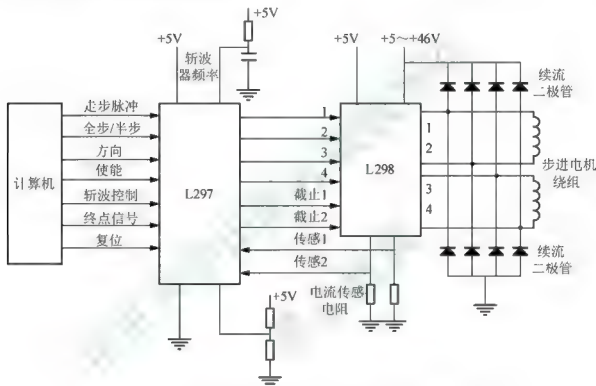 +5V
+5V
斩波
器频率
+5V
+5～+46V
续流
二极管
计算机
走步脉冲
全步/半步
方向
使能
斩波控制
终点信号
复位
L297
1
2
3
4
截止1
截止2
传感1
传感2
L298
1
2
3
4
步进电机
绕组
续流
二极管
电流传感
电阻
+5V